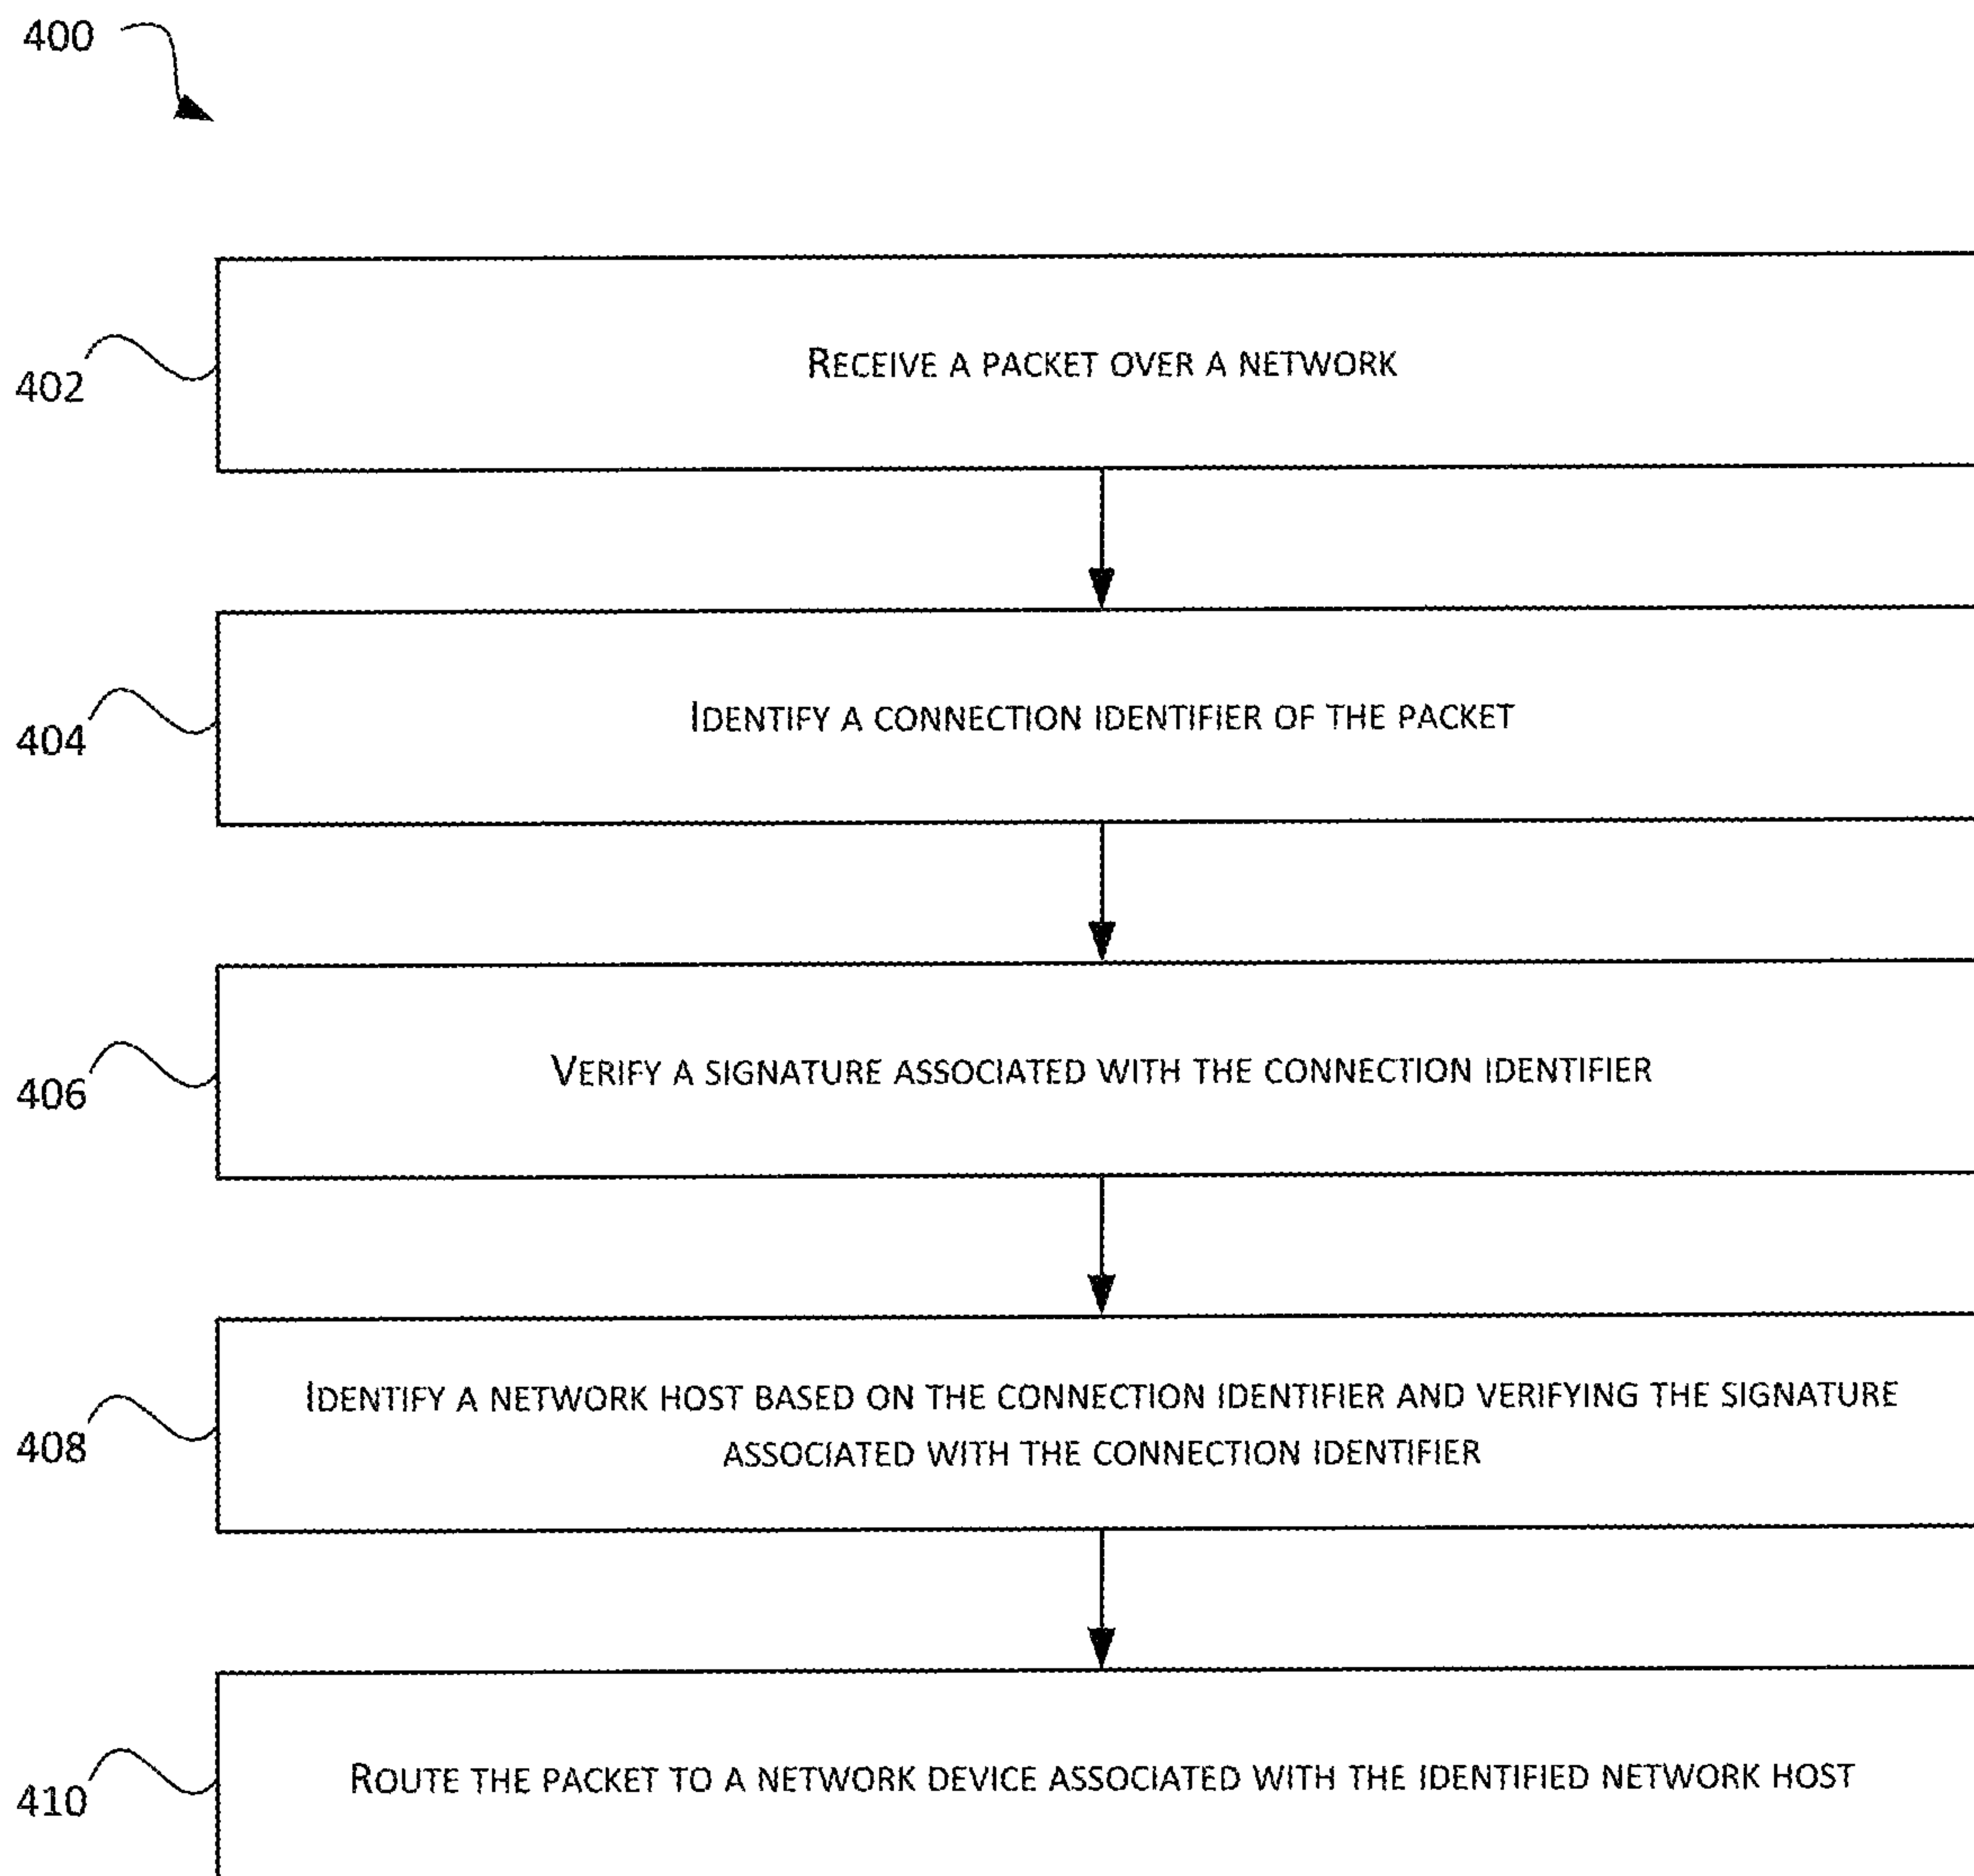 400
RECEIVE A PACKET OVER A NETWORK
402
IDENTIFY A CONNECTION IDENTIFIER OF THE PACKET
404
VERIFY A SIGNATURE ASSOCIATED WITH THE CONNECTION IDENTIFIER
406
IDENTIFY A NETWORK HOST BASED ON THE CONNECTION IDENTIFIER AND VERIFYING THE SIGNATURE
ASSOCIATED WITH THE CONNECTION IDENTIFIER
408
ROUTE THE PACKET TO A NETWORK DEVICE ASSOCIATED WITH THE IDENTIFIED NETWORK HOST
410